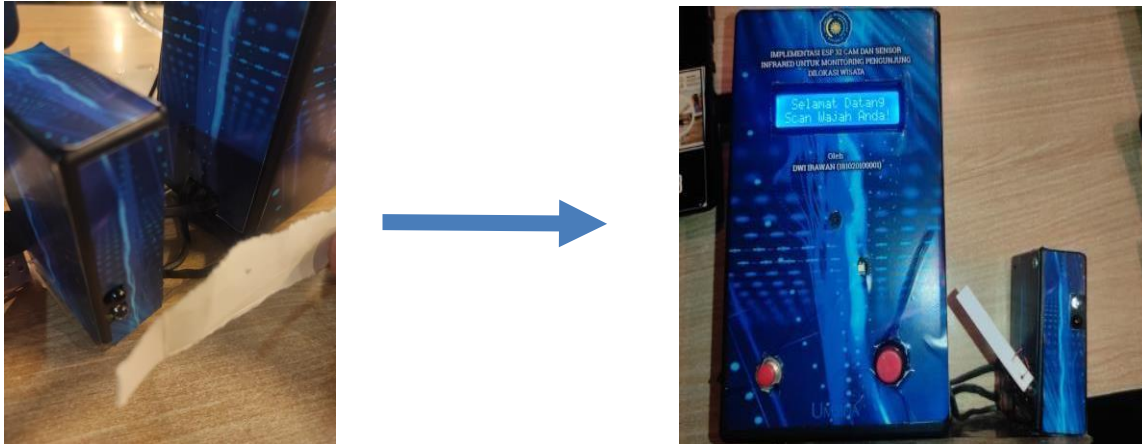 IMPLEMENTASI ESP 32 CAM DAN SENSOR
INFRARED UNTUK MONITORING PENGUNJUNG
DILOKASI WISATA
Selamat Datang
Scan Wajah Anda!
Oleh
DWI IRAWAN (181020100001)